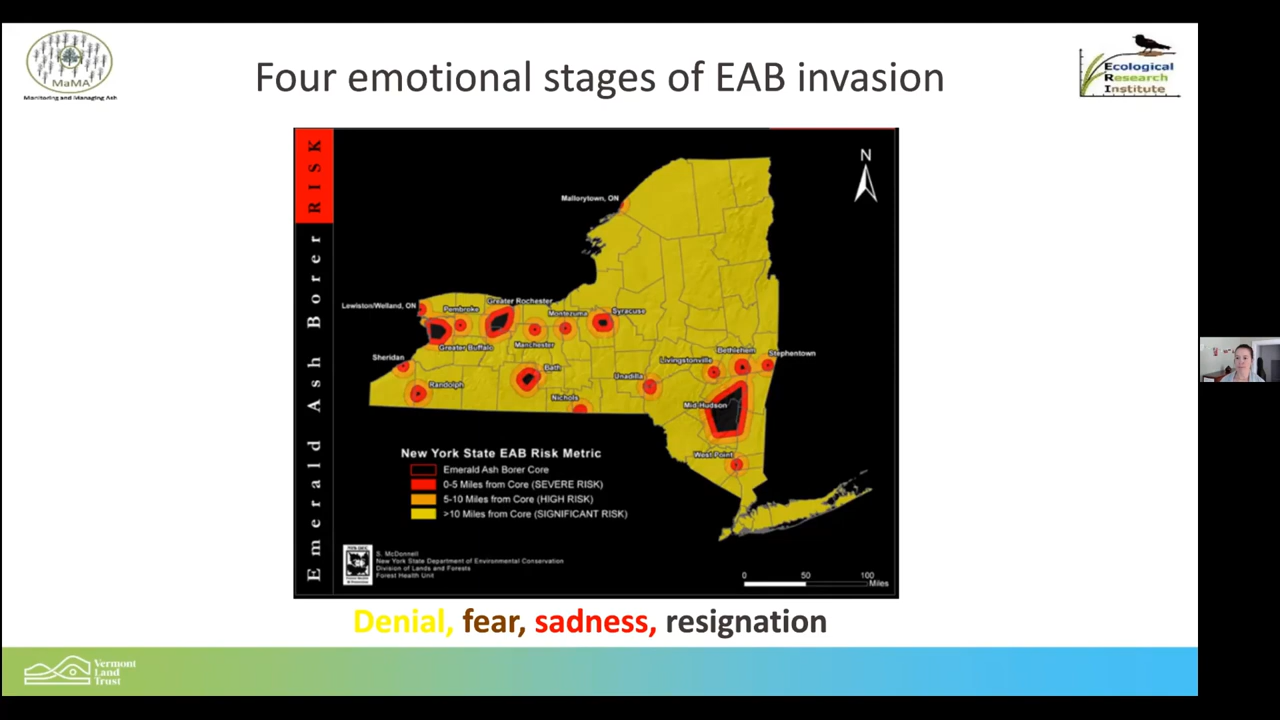 Four emotional stages of EAB invasion
MaMA
Monitoring and Managing Ash
Ecological
Research
Institute
Emerald Ash Borer RISK
N
Mallorytown, ON
Lewiston/Welland, ON
Pembroke
Greater Rochester
Montezuma
Syracuse
Greater Buffalo
Manchester
Sheridan
Bath
Randolph
Nichols
Unadilla
Livingstonville
Bethlehem
Stephentown
Mid Hudson
West Point
New York State EAB Risk Metric
Emerald Ash Borer Core
0-5 Miles from Core (SEVERE RISK)
5-10 Miles from Core (HIGH RISK)
>10 Miles from Core (SIGNIFICANT RISK)
S. McDonnell
New York State Department of Environmental Conservation
Division of Lands and Forests
Forest Health Unit
0 50 100
Miles
Denial, fear, sadness, resignation
Vermont
Land
Trust